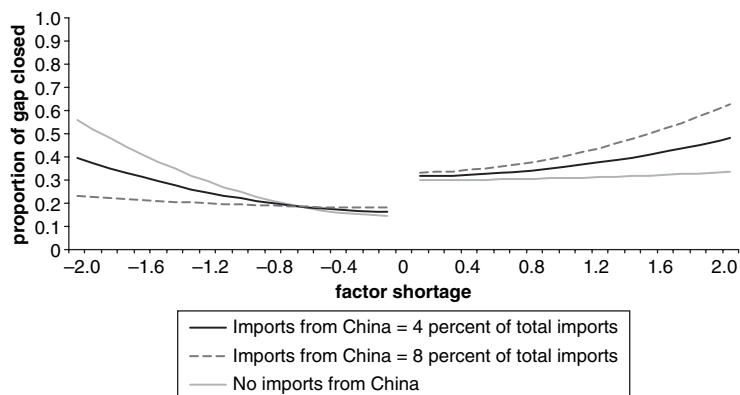 1.0
0.9
0.8
0.7
0.6
0.5
0.4
0.3
0.2
0.1
0
proportion of gap closed
−2.0 −1.6 −1.2 −0.8 −0.4 0 0.4 0.8 1.2 1.6 2.0
factor shortage
Imports from China = 4 percent of total imports
Imports from China = 8 percent of total imports
No imports from China